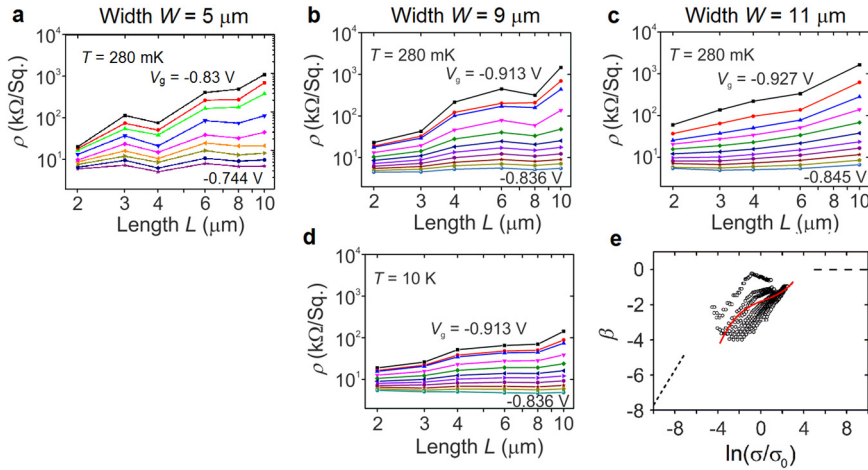 a Width W = 5 μm
b Width W = 9 μm
c Width W = 11 μm
ρ (kΩ/Sq.)
10⁴
10³
10²
10¹
T = 280 mK
Vg = -0.83 V
-0.744 V
2 3 4 6 8 10
Length L (μm)
ρ (kΩ/Sq.)
10⁴
10³
10²
10¹
T = 280 mK
Vg = -0.913 V
-0.836 V
2 3 4 6 8 10
Length L (μm)
ρ (kΩ/Sq.)
10⁴
10³
10²
10¹
T = 280 mK
Vg = -0.927 V
-0.845 V
2 3 4 6 8 10
Length L (μm)
d
ρ (kΩ/Sq.)
10⁴
10³
10²
10¹
T = 10 K
Vg = -0.913 V
-0.836 V
2 3 4 6 8 10
Length L (μm)
e
β
0
-2
-4
-6
-8
-8 -4 0 4 8
ln(σ/σ₀)